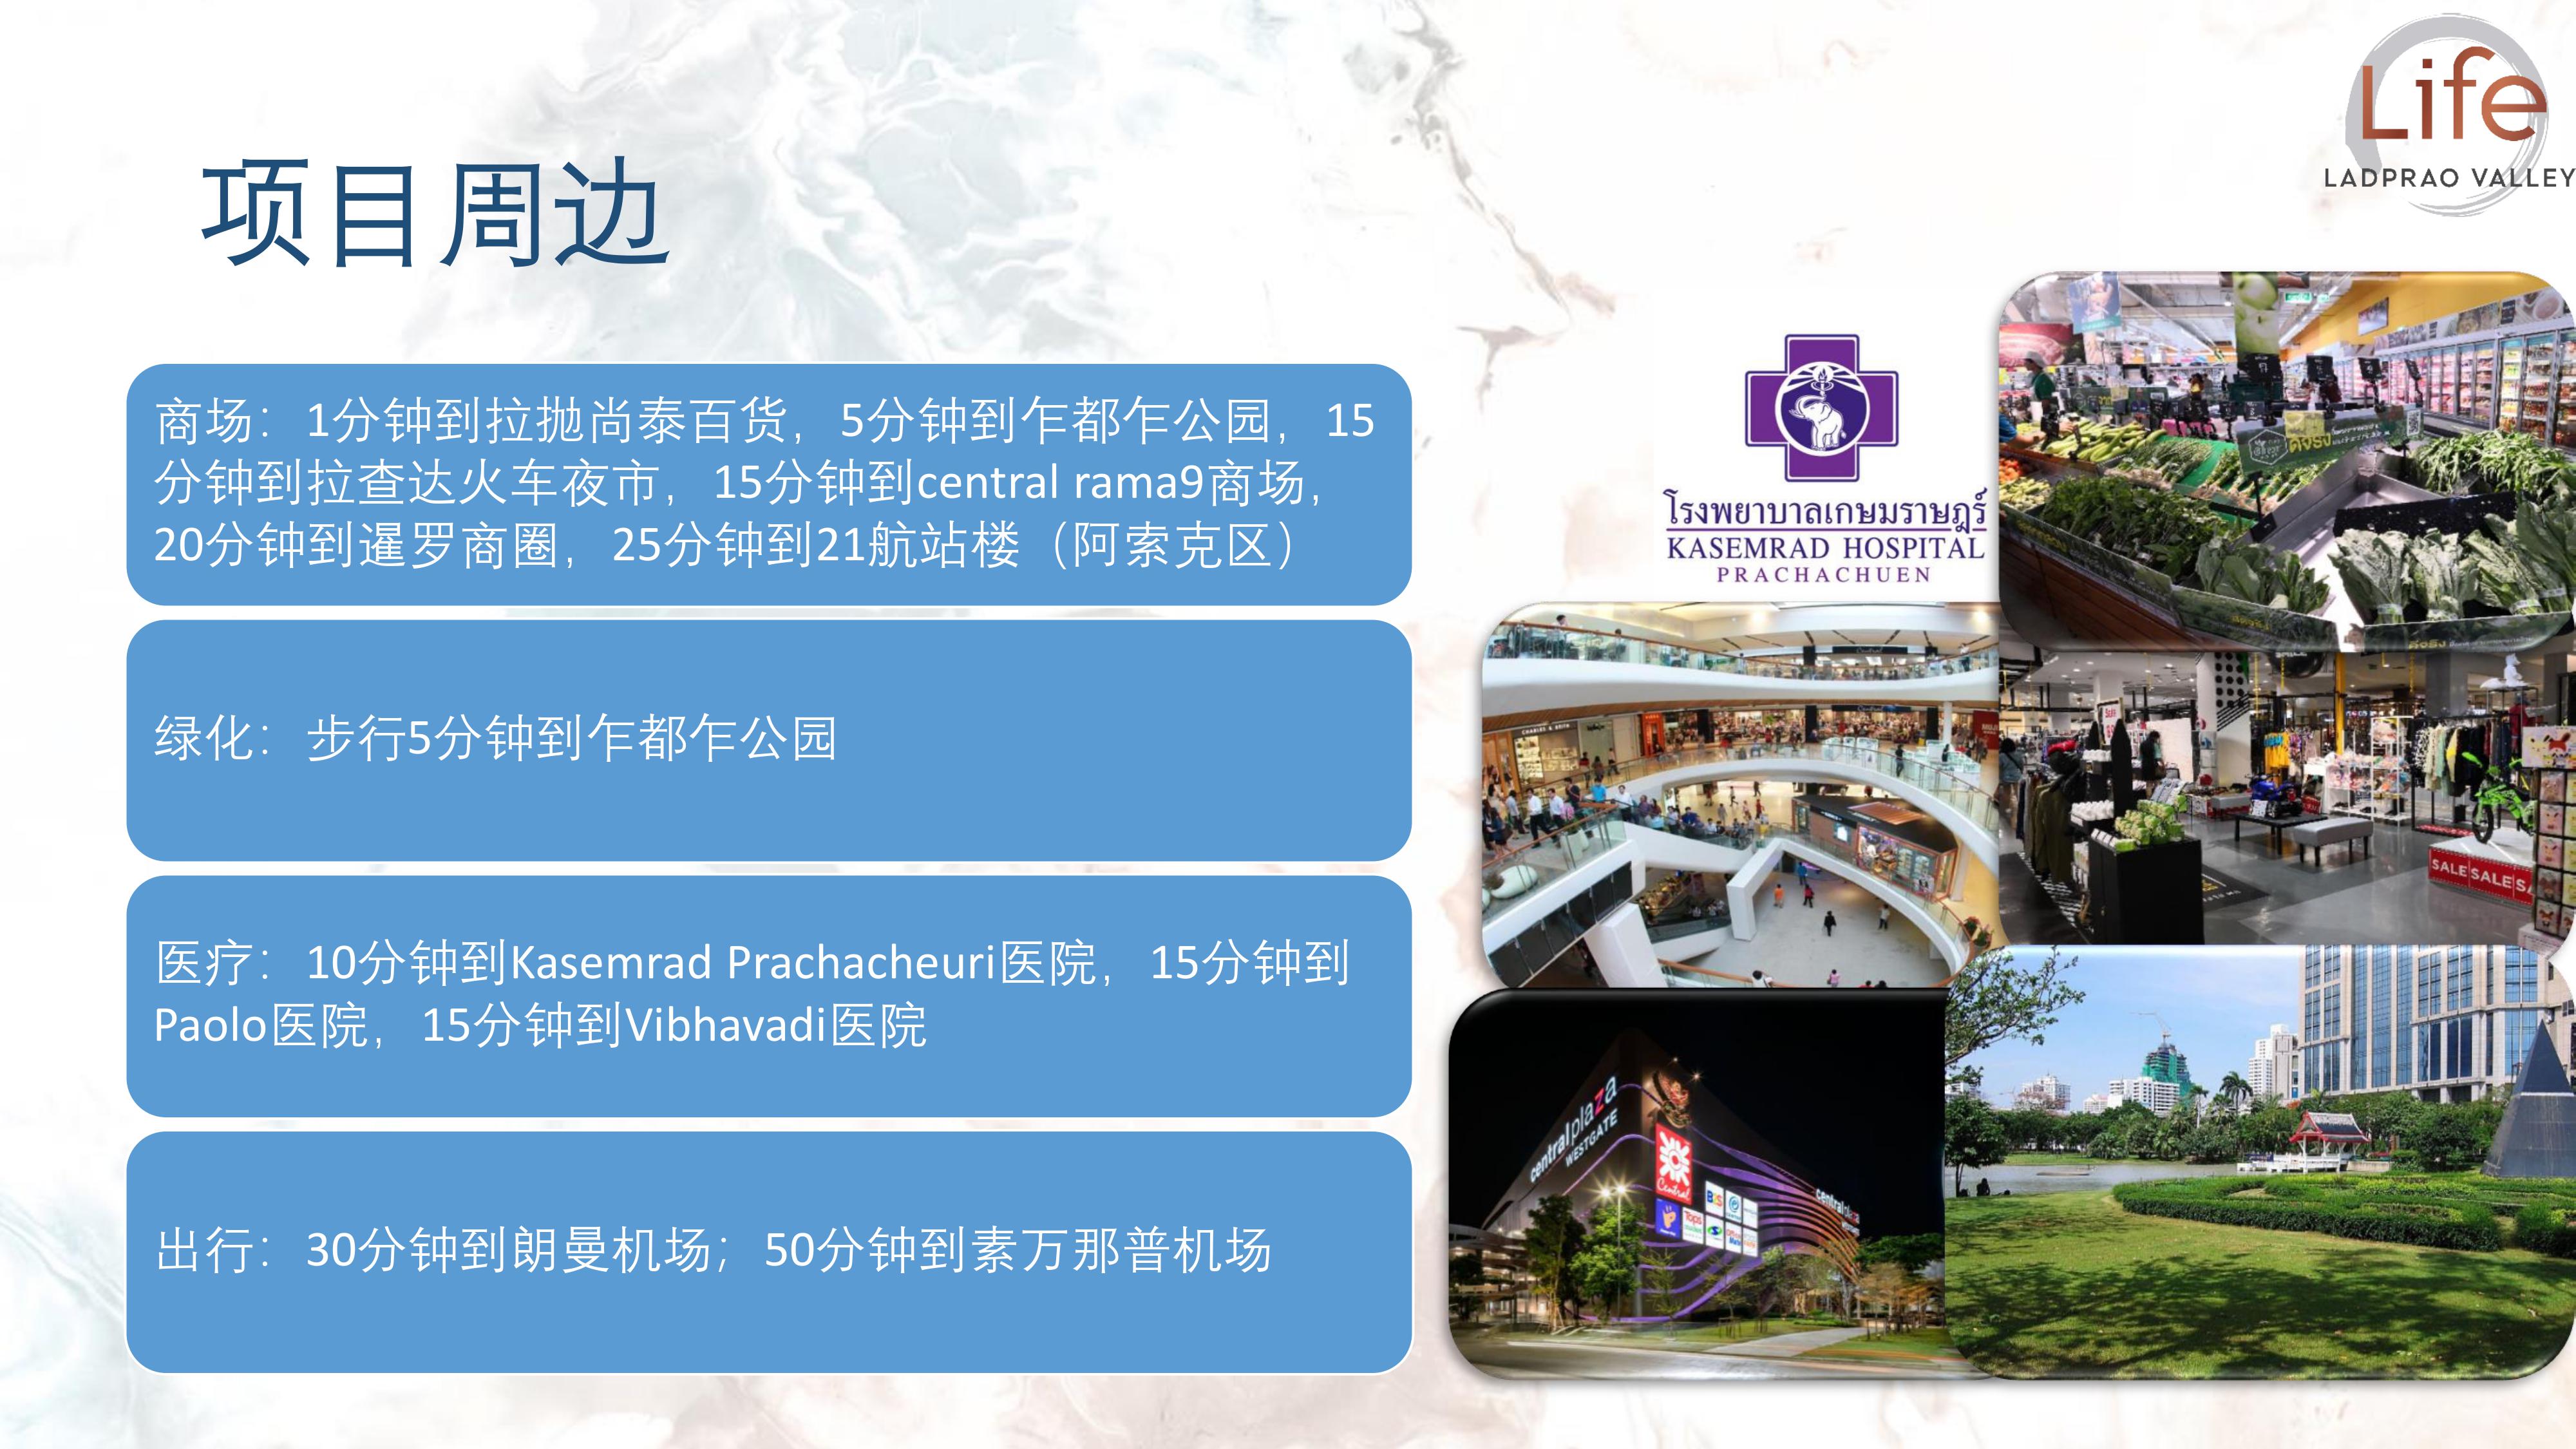 Life
LADPRAO VALLEY
项目周边
商场：1分钟到拉抛尚泰百货，5分钟到乍都乍公园，15
分钟到拉查达火车夜市，15分钟到central rama9商场，
20分钟到暹罗商圈，25分钟到21航站楼（阿索克区）
绿化：步行5分钟到乍都乍公园
医疗：10分钟到Kasemrad Prachacheuri医院，15分钟到
Paolo医院，15分钟到Vibhavadi医院
出行：30分钟到朗曼机场；50分钟到素万那普机场
โรงพยาบาลเกษมราษฎร์
KASEMRAD HOSPITAL
PRACHACHUEN
CHARLES & KEITH
SALE SALE
centralplaza
WESTGATE
Central
B2S
Tops
centralplaza